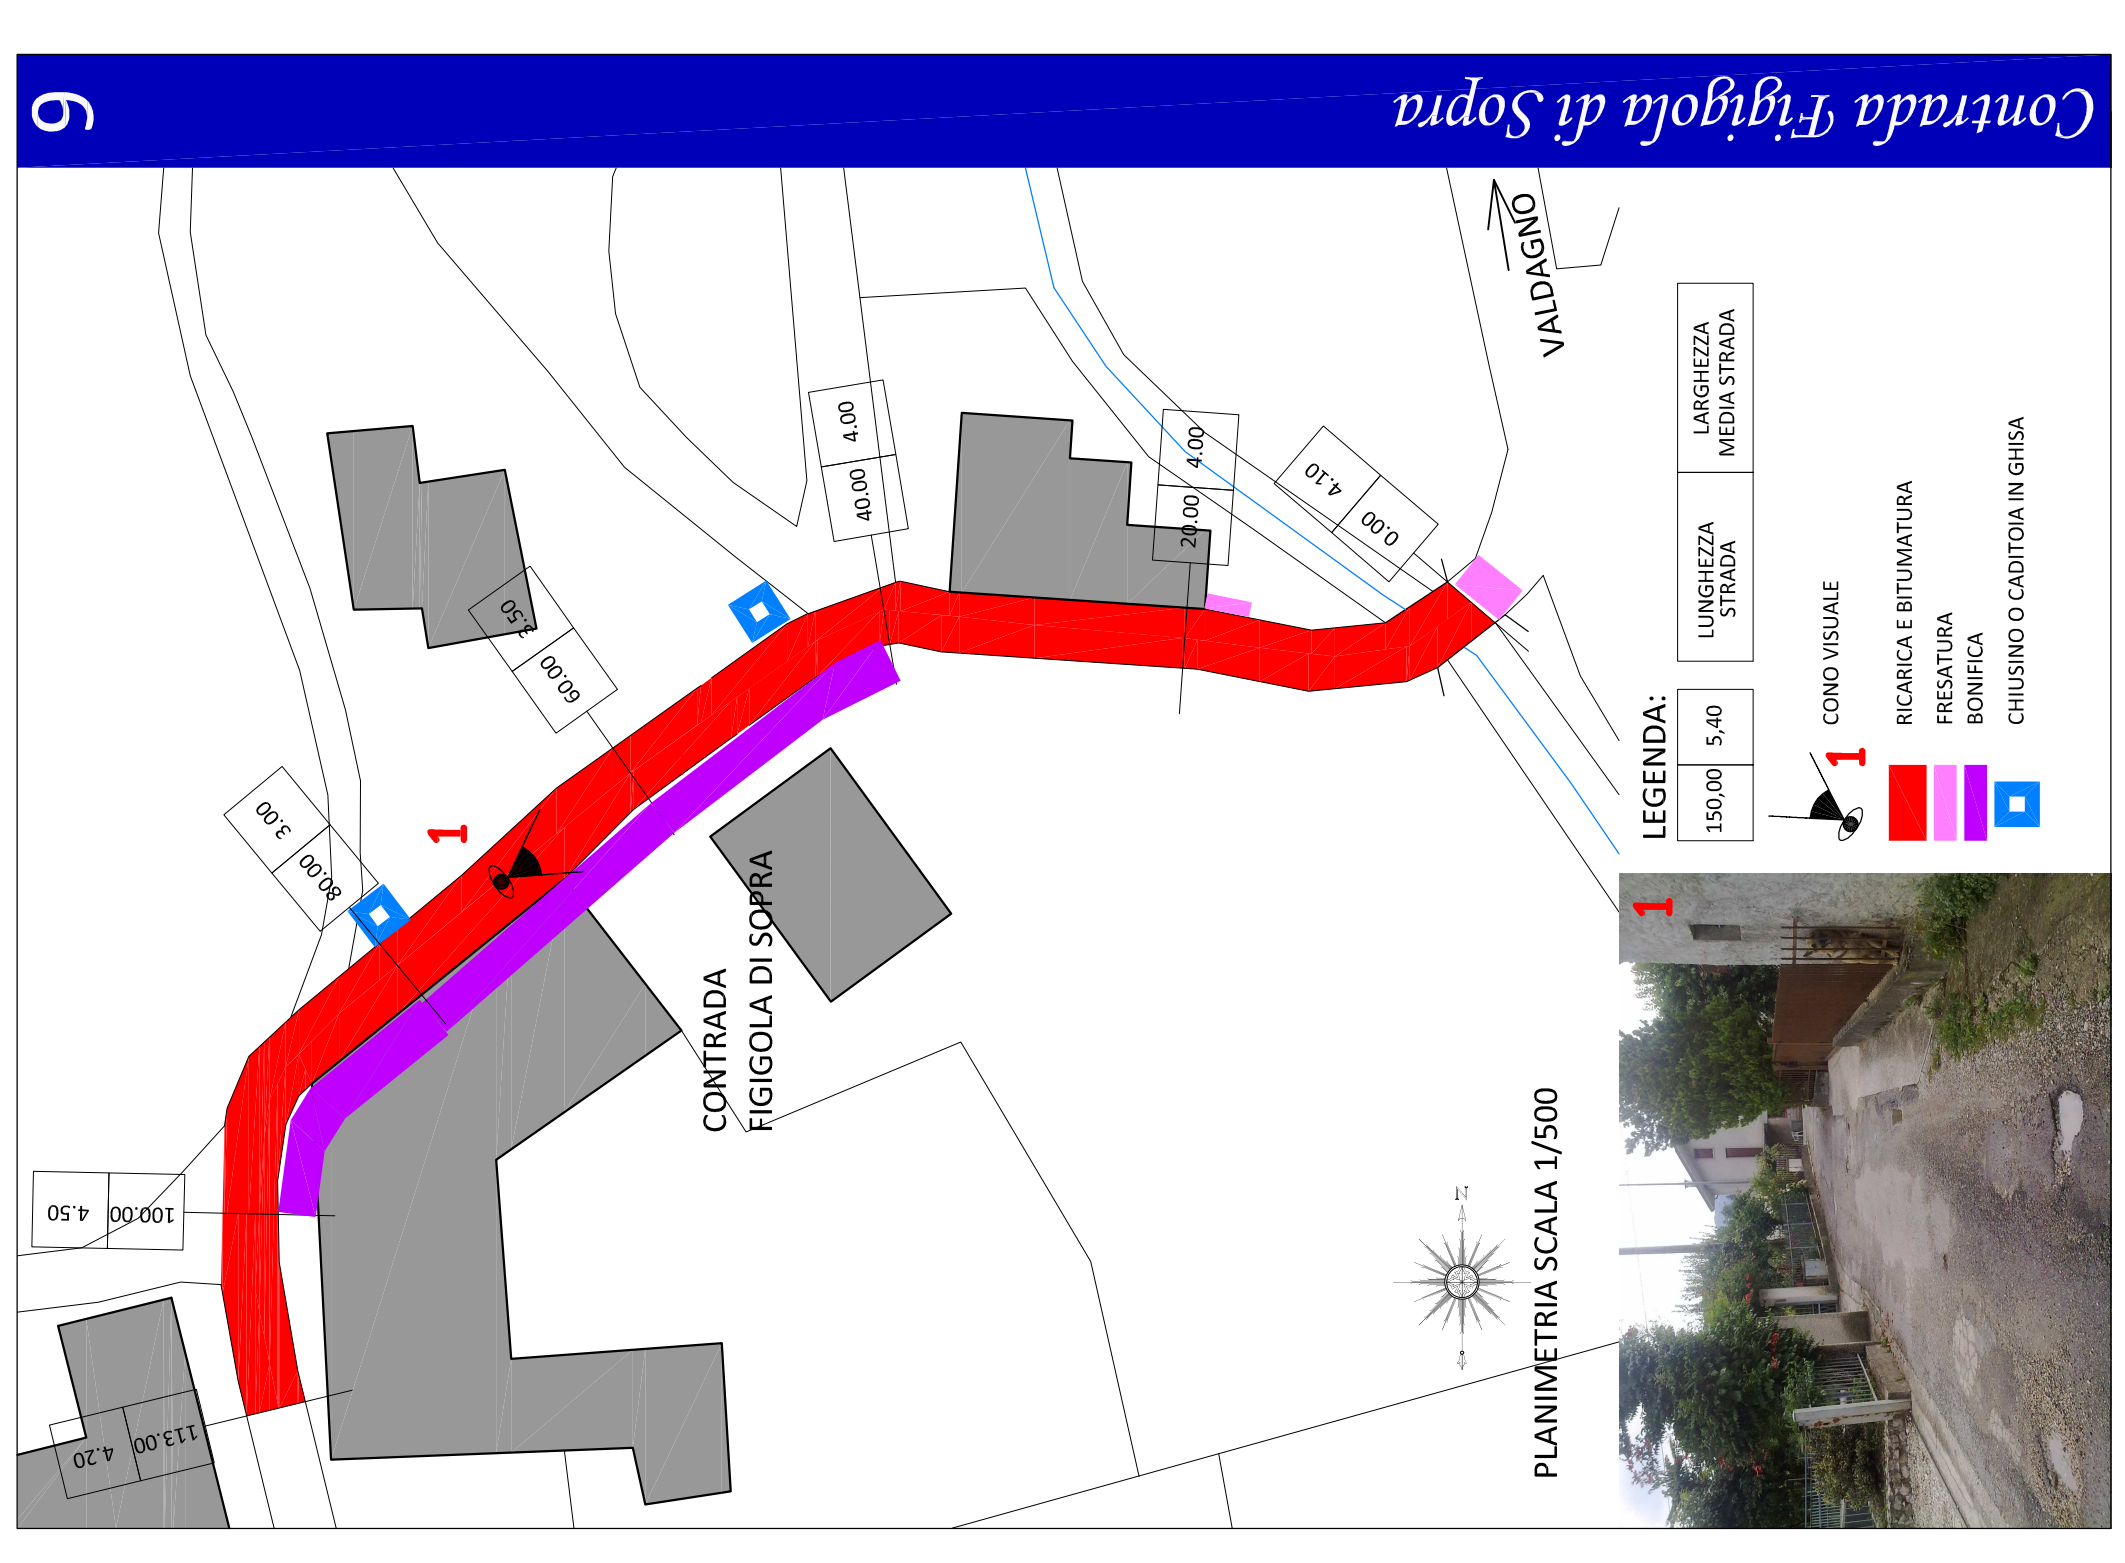 Contrada Figigola di Sopra
9
VALDAGNO
4.10
0.00
4.00
20.00
4.00
40.00
3.50
60.00
3.00
80.00
4.50
100.00
4.20
113.00
1
CONTRADA
FIGIGOLA DI SOPRA
N
PLANIMETRIA SCALA 1/500
LEGENDA:
150,00
5,40
LUNGHEZZA
STRADA
LARGHEZZA
MEDIA STRADA
1
CONO VISUALE
RICARICA E BITUMATURA
FRESATURA
BONIFICA
CHIUSINO O CADITOIA IN GHISA
1